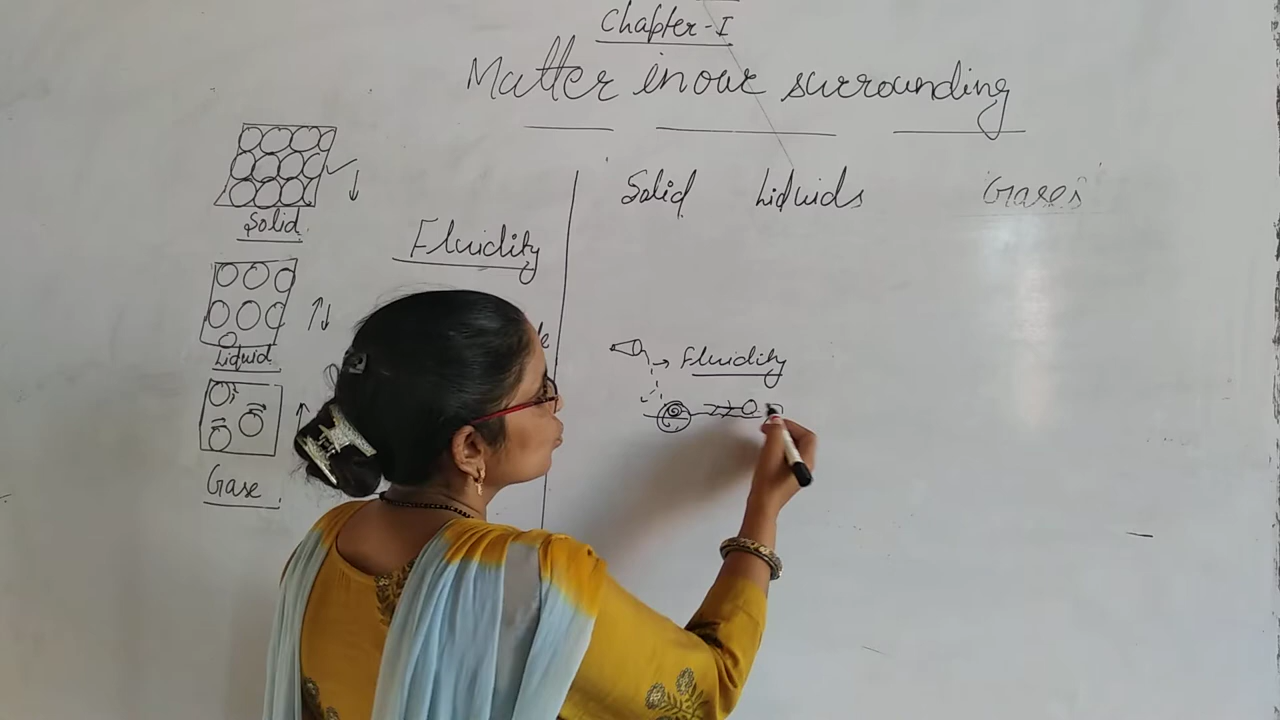 Chapter-I
Matter in our surrounding
Solid Liquids Gases
Solid.
Fluidity
Liquid
Fluidity
Gase.